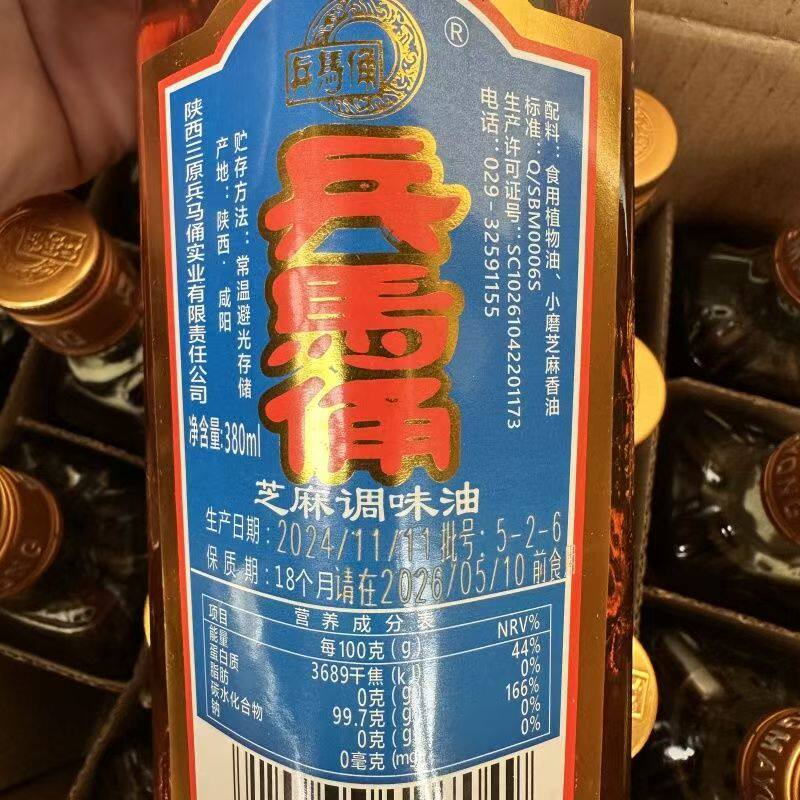 兵馬俑
®
兵馬俑
芝麻调味油
配料：食用植物油、小磨芝麻香油
标准：Q/SBM0006S
生产许可证号：SC10261042201173
电话：029-32591155
贮存方法：常温避光存储
产地：陕西·咸阳
陕西三原兵马俑实业有限责任公司
净含量:380ml
生产日期：2024/11/11 批号：5-2-6
保质期：18个月 请在2026/05/10 前食
营养成分表
项目 每100克(g) NRV%
能量 3689千焦(kJ) 44%
蛋白质 0克(g) 0%
脂肪 99.7克(g) 166%
碳水化合物 0克(g) 0%
钠 0毫克(mg) 0%